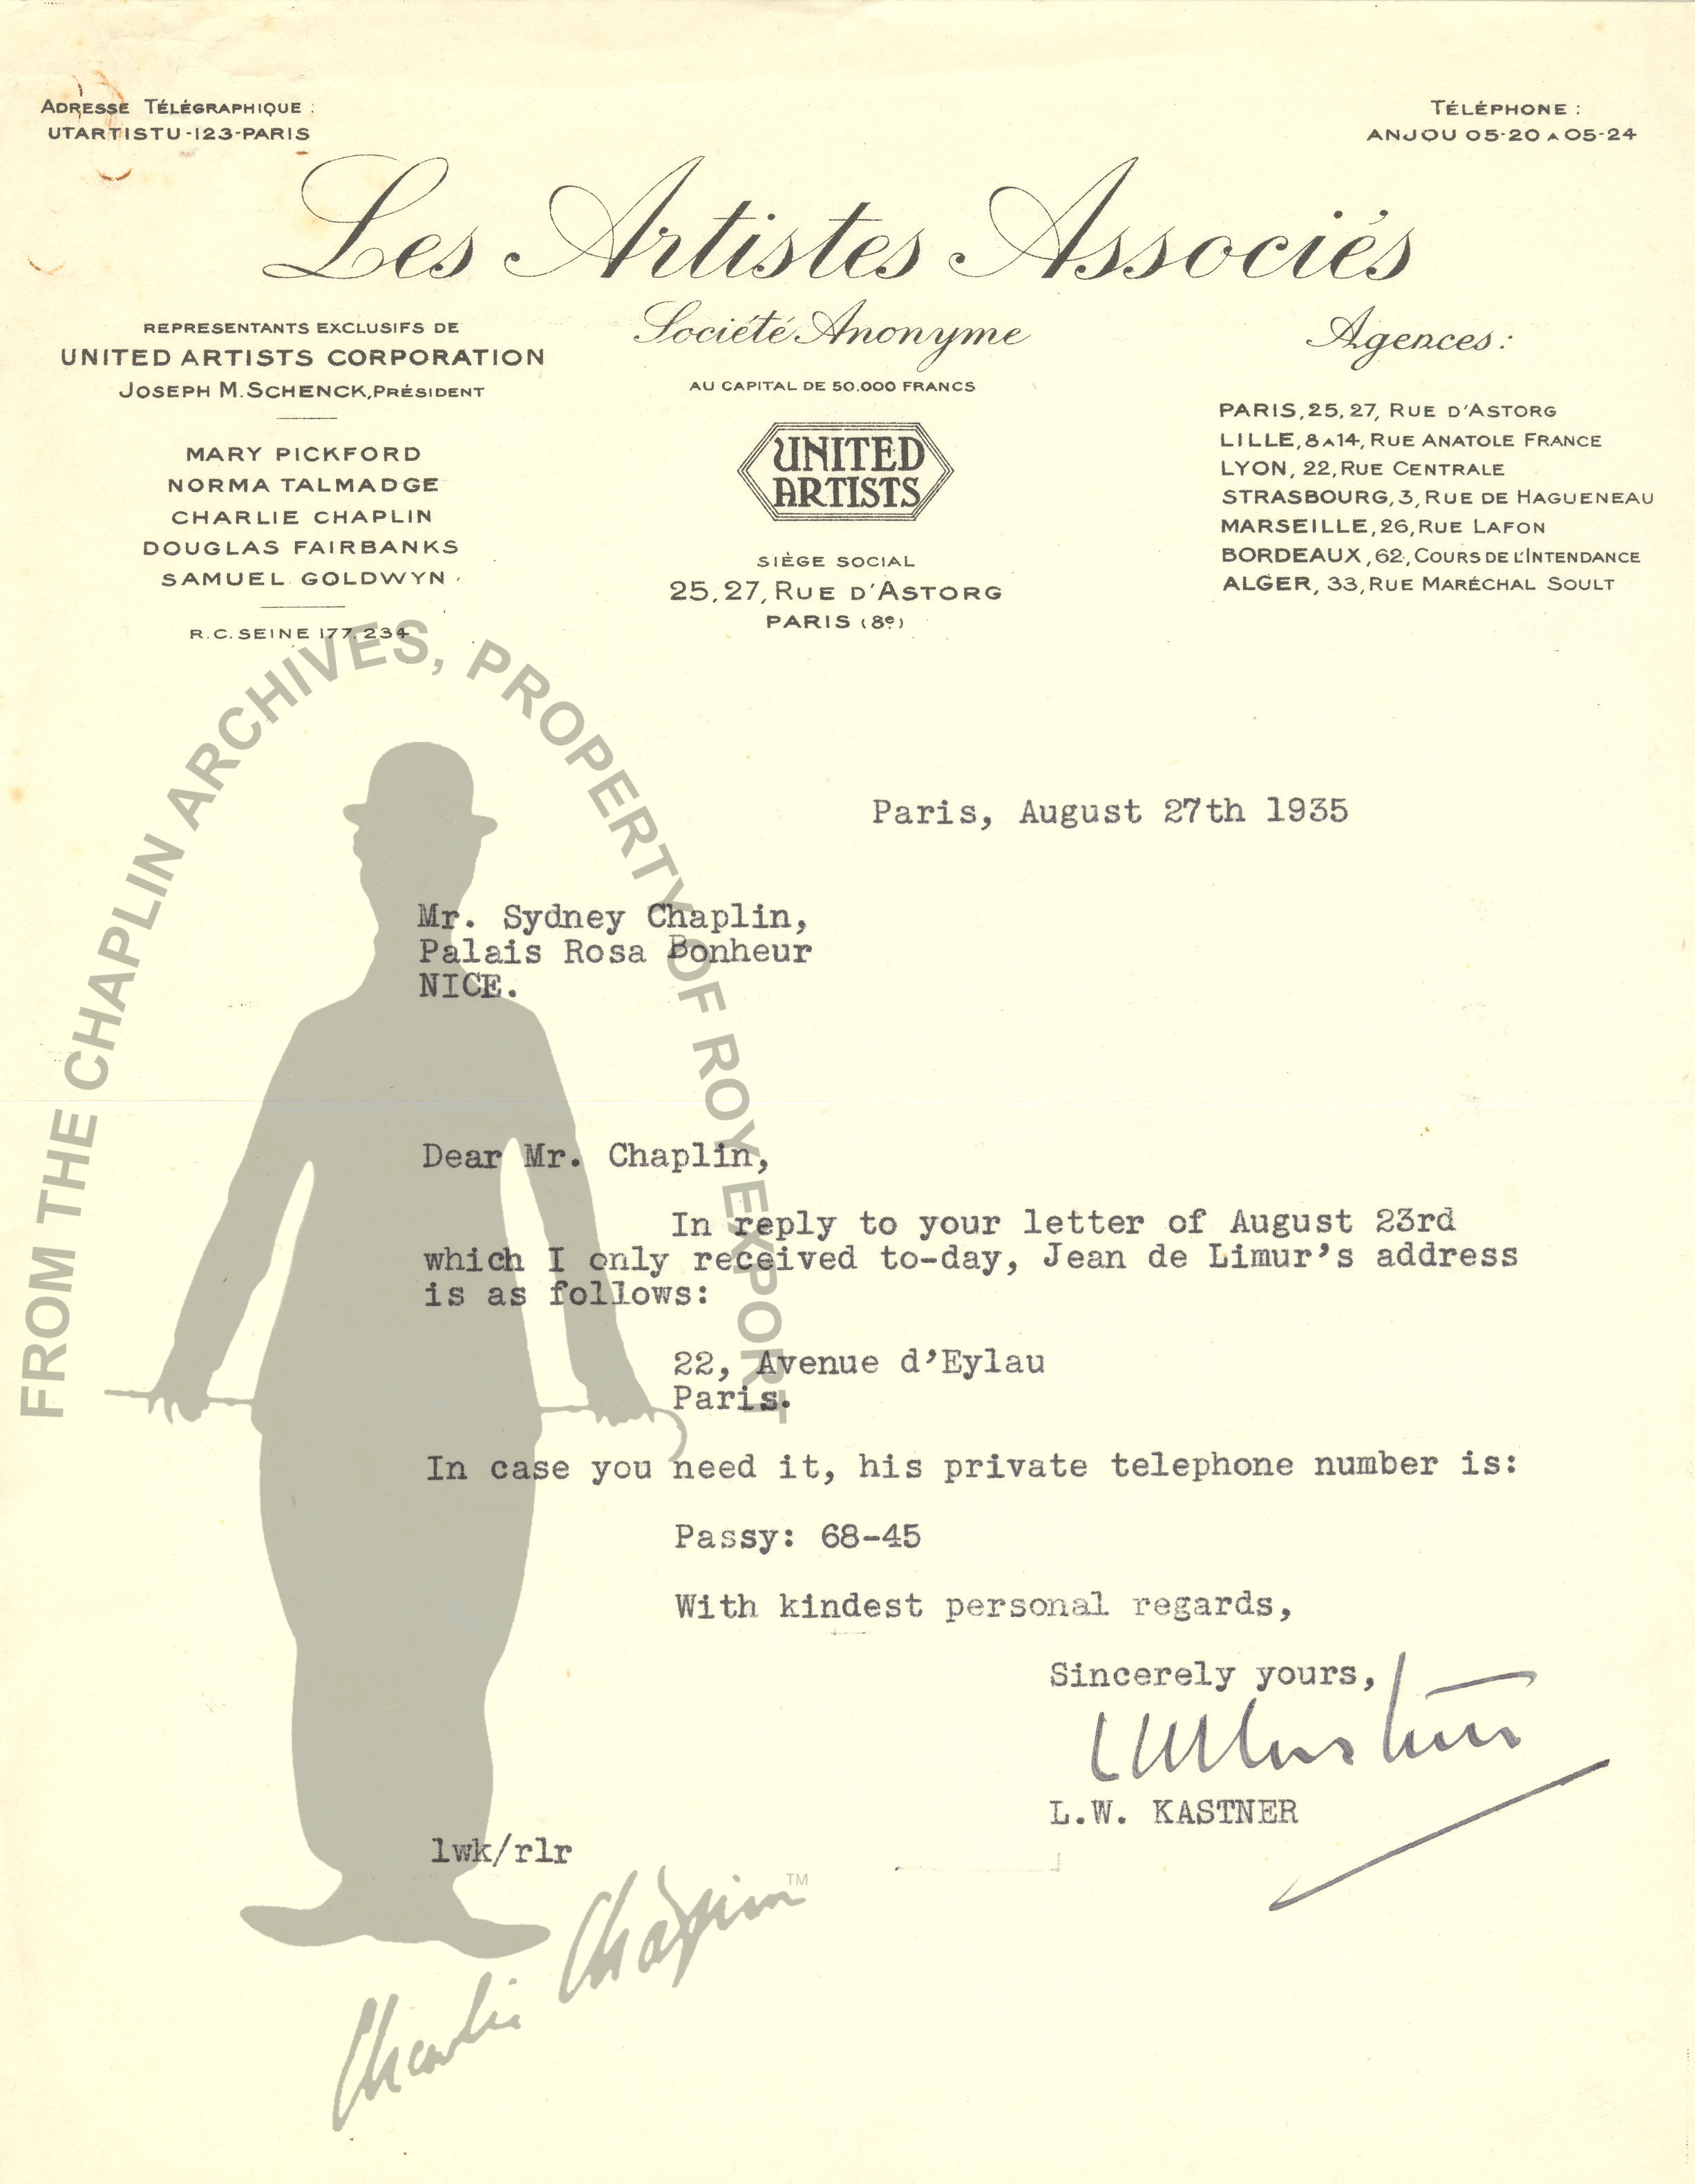 ADRESSE TÉLÉGRAPHIQUE :
UTARTISTU-123-PARIS
TÉLÉPHONE :
ANJOU 05-20 A 05-24
Les Artistes Associés
Société Anonyme
AU CAPITAL DE 50.000 FRANCS
REPRESENTANTS EXCLUSIFS DE
UNITED ARTISTS CORPORATION
JOSEPH M. SCHENCK, PRÉSIDENT
MARY PICKFORD
NORMA TALMADGE
CHARLIE CHAPLIN
DOUGLAS FAIRBANKS
SAMUEL GOLDWYN
R.C. SEINE 177.234
UNITED
ARTISTS
SIÈGE SOCIAL
25, 27, RUE D'ASTORG
PARIS (8e)
Agences :
PARIS, 25, 27, RUE D'ASTORG
LILLE, 8 A 14, RUE ANATOLE FRANCE
LYON, 22, RUE CENTRALE
STRASBOURG, 3, RUE DE HAGUENEAU
MARSEILLE, 26, RUE LAFON
BORDEAUX, 62, COURS DE L'INTENDANCE
ALGER, 33, RUE MARÉCHAL SOULT
FROM THE CHAPLIN ARCHIVES, PROPERTY OF ROY EXPORT
Paris, August 27th 1935
Mr. Sydney Chaplin,
Palais Rosa Bonheur
NICE.
Dear Mr. Chaplin,
In reply to your letter of August 23rd
which I only received to-day, Jean de Limur's address
is as follows:
22, Avenue d'Eylau
Paris.
In case you need it, his private telephone number is:
Passy: 68-45
With kindest personal regards,
Sincerely yours,
LWKastner
L.W. KASTNER
lwk/rlr
Charlie Chaplin™